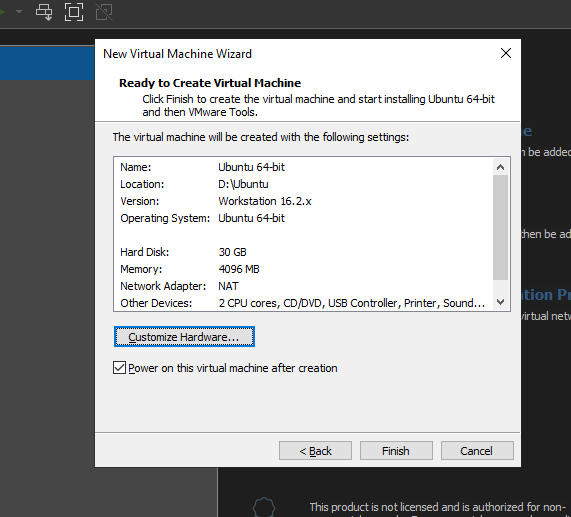 New Virtual Machine Wizard
Ready to Create Virtual Machine
Click Finish to create the virtual machine and start installing Ubuntu 64-bit
and then VMware Tools.
The virtual machine will be created with the following settings:
Name: Ubuntu 64-bit
Location: D:\Ubuntu
Version: Workstation 16.2.x
Operating System: Ubuntu 64-bit
Hard Disk: 30 GB
Memory: 4096 MB
Network Adapter: NAT
Other Devices: 2 CPU cores, CD/DVD, USB Controller, Printer, Sound...
Customize Hardware...
Power on this virtual machine after creation
< Back Finish Cancel
be added
then be ad
virtual
This product is not licensed and is authorized for non-